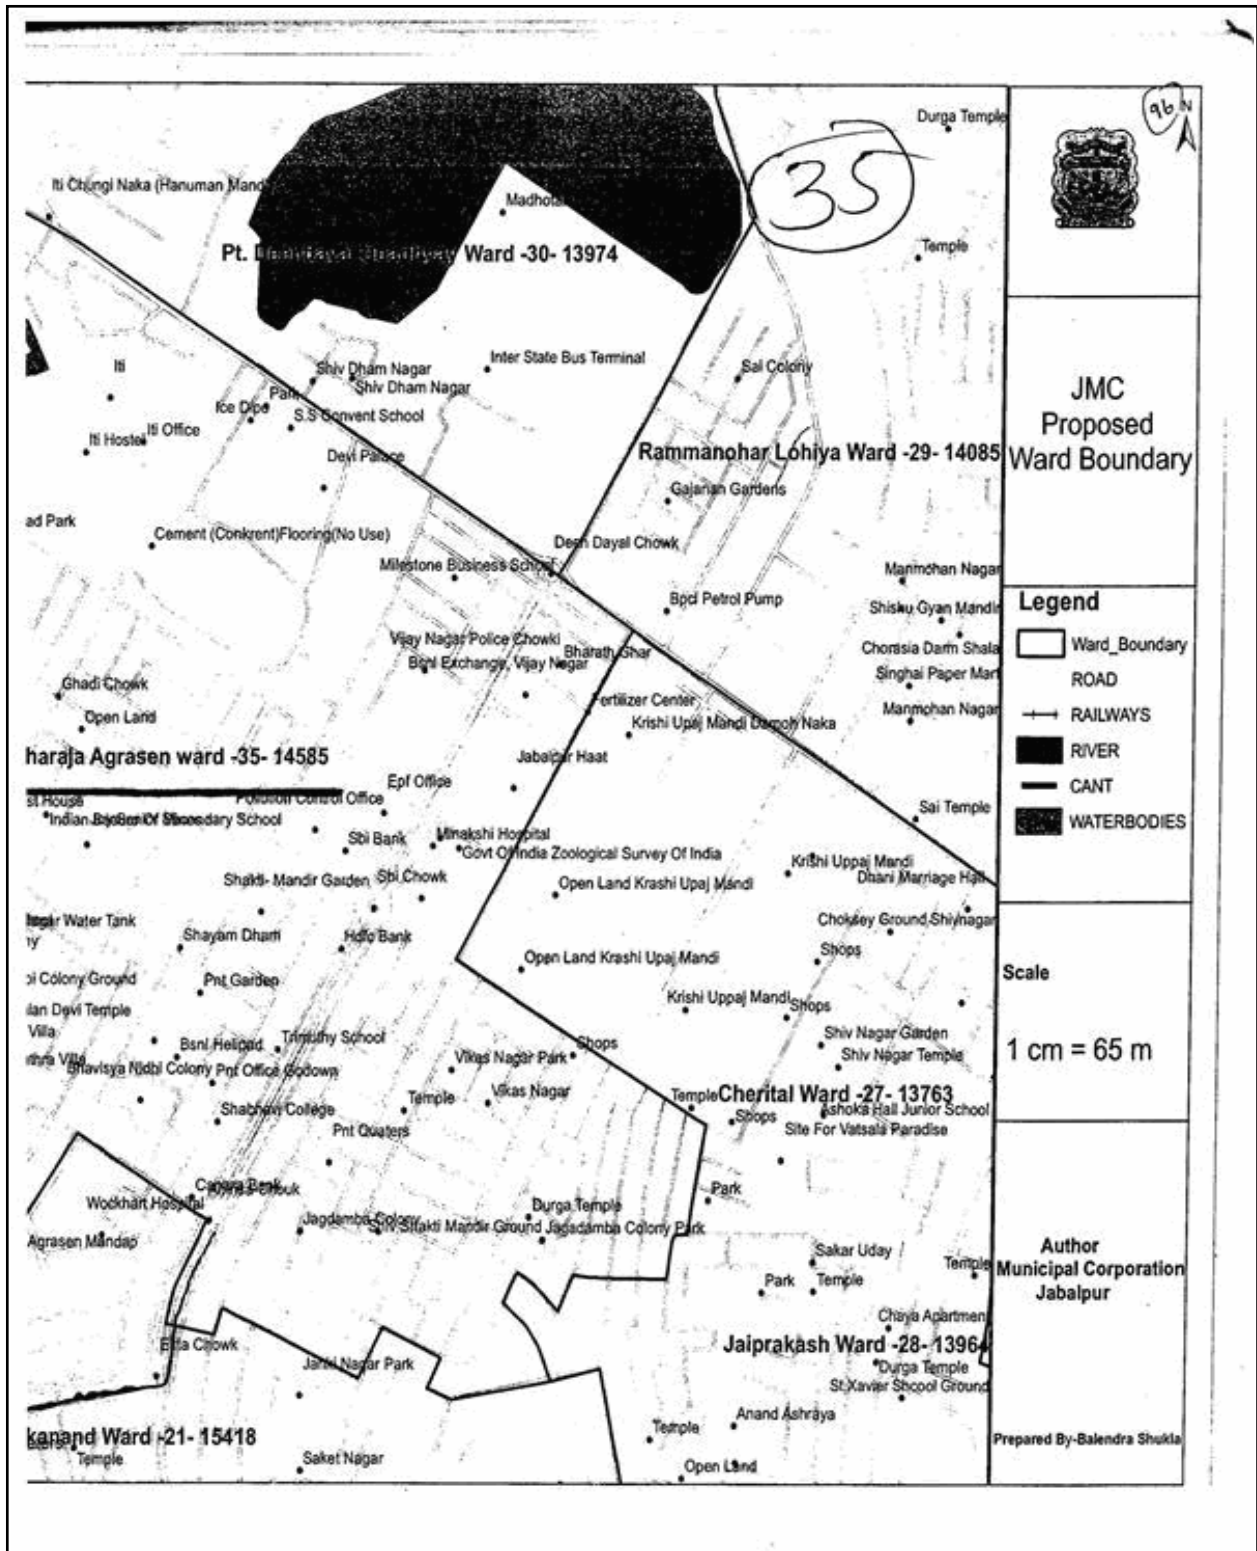 96
N
35
Durga Temple
Iti Chungi Naka (Hanuman Mand
Madhota
Pt. Ward -30- 13974
Temple
Inter State Bus Terminal
Iti
Shiv Dham Nagar
Shiv Dham Nagar
Sal Colony
Park
Ice Dipo
S.S Convent School
Iti Office
Iti Hostel
Devi Palace
Rammanohar Lohiya Ward -29- 14085
Gajanan Gardens
ad Park
Cement (Conkrent)Flooring(No Use)
Deen Dayal Chowk
Milestone Business School
Manmohan Nagar
Bpcl Petrol Pump
Shishu Gyan Mandir
Vijay Nagar Police Chowki
Bharath Ghar
Chorasia Darm Shala
Bsnl Exchange, Vijay Nagar
Singhai Paper Mart
Ghadi Chowk
Fertilizer Center
Manmohan Nagar
Open Land
Krishi Upaj Mandi Damoh Naka
haraja Agrasen ward -35- 14585
Jabalpur Haat
Epf Office
Pollution Control Office
st House
Sai Temple
Sbi Bank
Minakshi Hospital
Govt Of India Zoological Survey Of India
Krishi Uppaj Mandi
Shakti- Mandir Garden
Sbi Chowk
Open Land Krashi Upaj Mandi
Dhani Marriage Hall
Water Tank
Choksey Ground Shivnagar
Shayam Dham
Hdfc Bank
Shops
Open Land Krashi Upaj Mandi
oi Colony Ground
Pnt Garden
Krishi Uppaj Mandi
Shops
lan Devi Temple
Villa
Trimurthy School
Shiv Nagar Garden
Bsnl Helipad
Shops
Vikas Nagar Park
Shiv Nagar Temple
Bhavisya Nidbi Colony
Pnt Office Godown
Temple
Cherital Ward -27- 13763
Temple
Vikas Nagar
College
Shops
Ashoka Hall Junior School
Pnt Quaters
Site For Vatsala Paradise
Canara Bank
Wockhart Hospital
Park
Durga Temple
Jagdamba Colony
Shiv Shakti Mandir Ground
Jagadamba Colony Park
Agrasen Mandap
Sakar Uday
Temple
Park
Temple
Chaya Apartmen
Ekta Chowk
Janki Nagar Park
Jaiprakash Ward -28- 13964
Durga Temple
St.Xavier Shcool Ground
Anand Ashraya
kanand Ward -21- 15418
Temple
Temple
Saket Nagar
Open Land
JMC
Proposed
Ward Boundary
Legend
Ward_Boundary
ROAD
RAILWAYS
RIVER
CANT
WATERBODIES
Scale
1 cm = 65 m
Author
Municipal Corporation
Jabalpur
Prepared By-Balendra Shukla